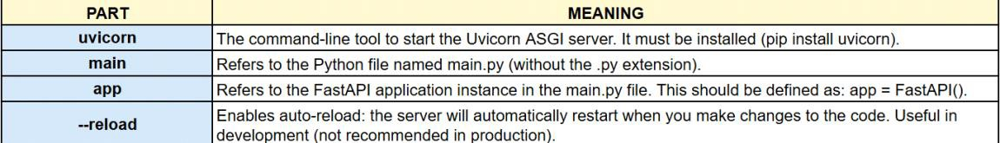 PART MEANING
uvicorn The command-line tool to start the Uvicorn ASGI server. It must be installed (pip install uvicorn).
main Refers to the Python file named main.py (without the .py extension).
app Refers to the FastAPI application instance in the main.py file. This should be defined as: app = FastAPI().
--reload Enables auto-reload: the server will automatically restart when you make changes to the code. Useful in
development (not recommended in production).